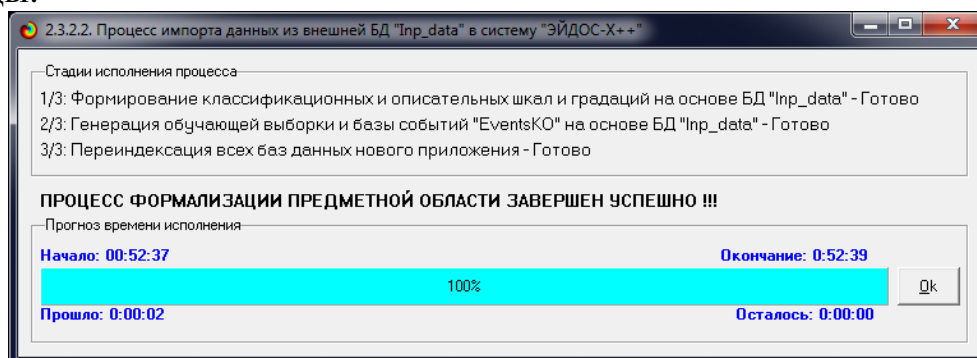 2.3.2.2. Процесс импорта данных из внешней БД "Inp_data" в систему "ЭЙДОС-X++"
Стадии исполнения процесса
1/3: Формирование классификационных и описательных шкал и градаций на основе БД "Inp_data" - Готово
2/3: Генерация обучающей выборки и базы событий "EventsKO" на основе БД "Inp_data" - Готово
3/3: Переиндексация всех баз данных нового приложения - Готово
ПРОЦЕСС ФОРМАЛИЗАЦИИ ПРЕДМЕТНОЙ ОБЛАСТИ ЗАВЕРШЕН УСПЕШНО !!!
Прогноз времени исполнения
Начало: 00:52:37 Окончание: 0:52:39
100% Ok
Прошло: 0:00:02 Осталось: 0:00:00